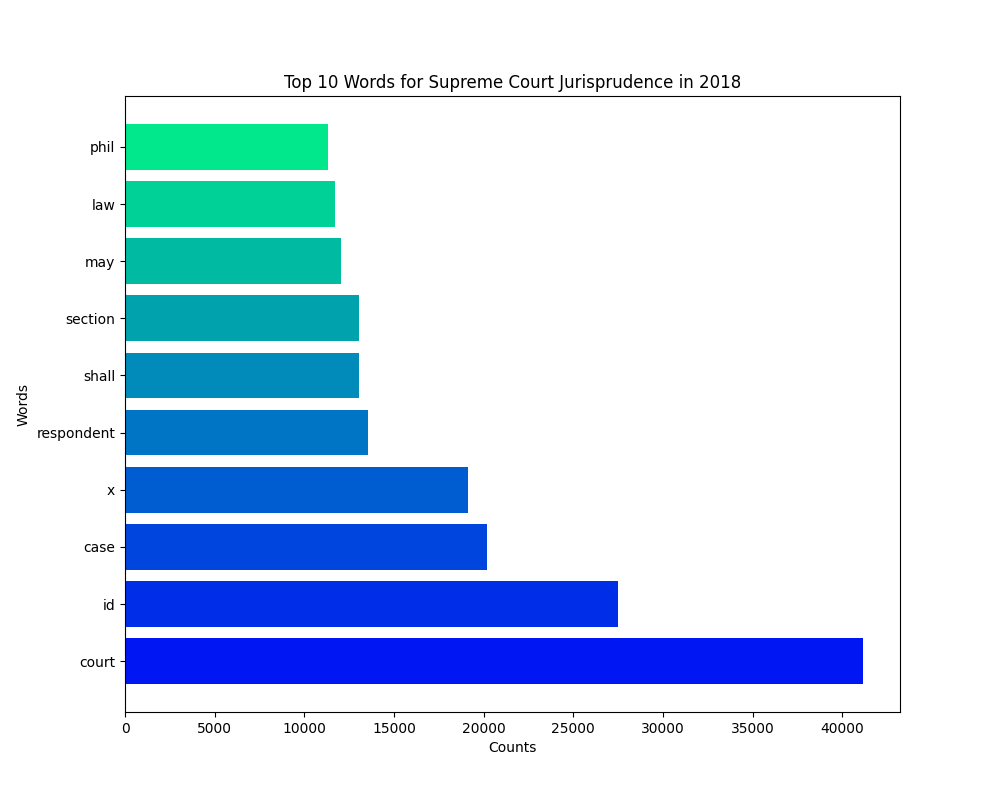 Top 10 Words for Supreme Court Jurisprudence in 2018
phil
law
may
section
shall
respondent
x
case
id
court
Words
0 5000 10000 15000 20000 25000 30000 35000 40000
Counts